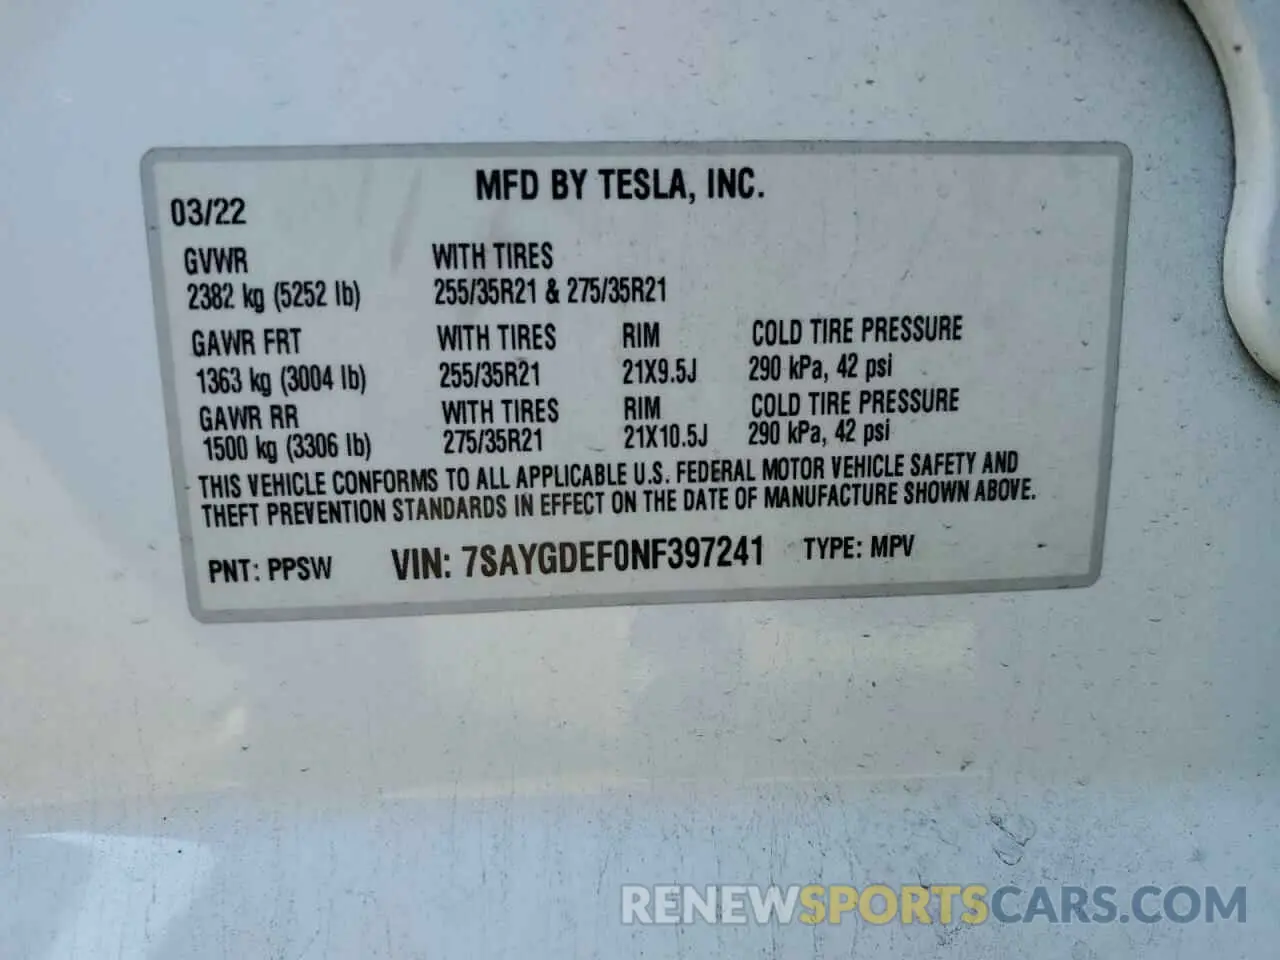 MFD BY TESLA, INC.
03/22
GVWR WITH TIRES
2382 kg (5252 lb) 255/35R21 & 275/35R21
GAWR FRT WITH TIRES RIM COLD TIRE PRESSURE
1363 kg (3004 lb) 255/35R21 21X9.5J 290 kPa, 42 psi
GAWR RR WITH TIRES RIM COLD TIRE PRESSURE
1500 kg (3306 lb) 275/35R21 21X10.5J 290 kPa, 42 psi
THIS VEHICLE CONFORMS TO ALL APPLICABLE U.S. FEDERAL MOTOR VEHICLE SAFETY AND
THEFT PREVENTION STANDARDS IN EFFECT ON THE DATE OF MANUFACTURE SHOWN ABOVE.
PNT: PPSW VIN: 7SAYGDEF0NF397241 TYPE: MPV
RENEWSPORTSCARS.COM